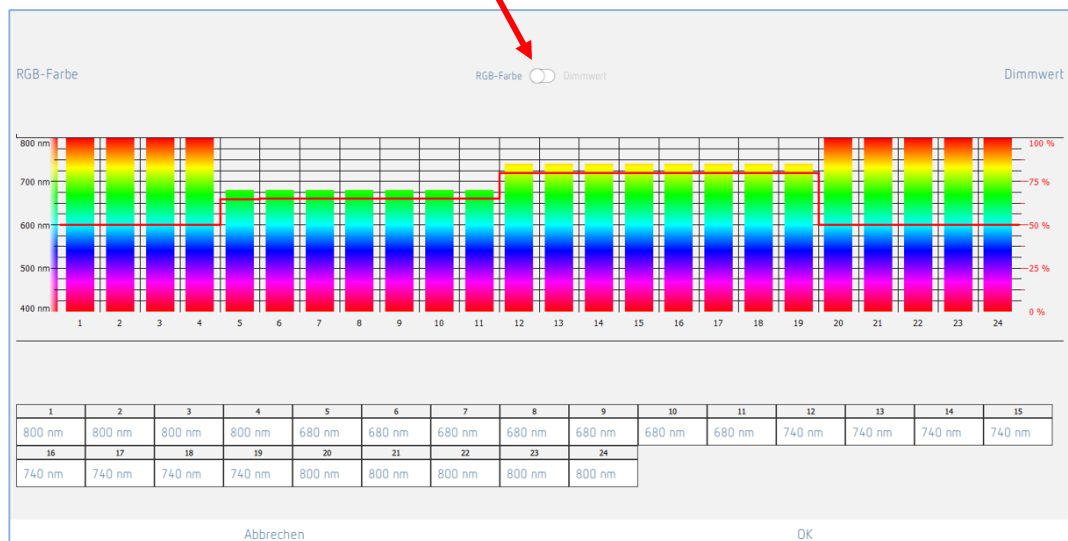 RGB-Farbe RGB-Farbe Dimmwert Dimmwert
800 nm 100 %
700 nm 75 %
600 nm 50 %
500 nm 25 %
400 nm 0 %
1 2 3 4 5 6 7 8 9 10 11 12 13 14 15 16 17 18 19 20 21 22 23 24
1 2 3 4 5 6 7 8 9 10 11 12 13 14 15
800 nm 800 nm 800 nm 800 nm 680 nm 680 nm 680 nm 680 nm 680 nm 680 nm 680 nm 740 nm 740 nm 740 nm 740 nm
16 17 18 19 20 21 22 23 24
740 nm 740 nm 740 nm 740 nm 800 nm 800 nm 800 nm 800 nm 800 nm
Abbrechen OK